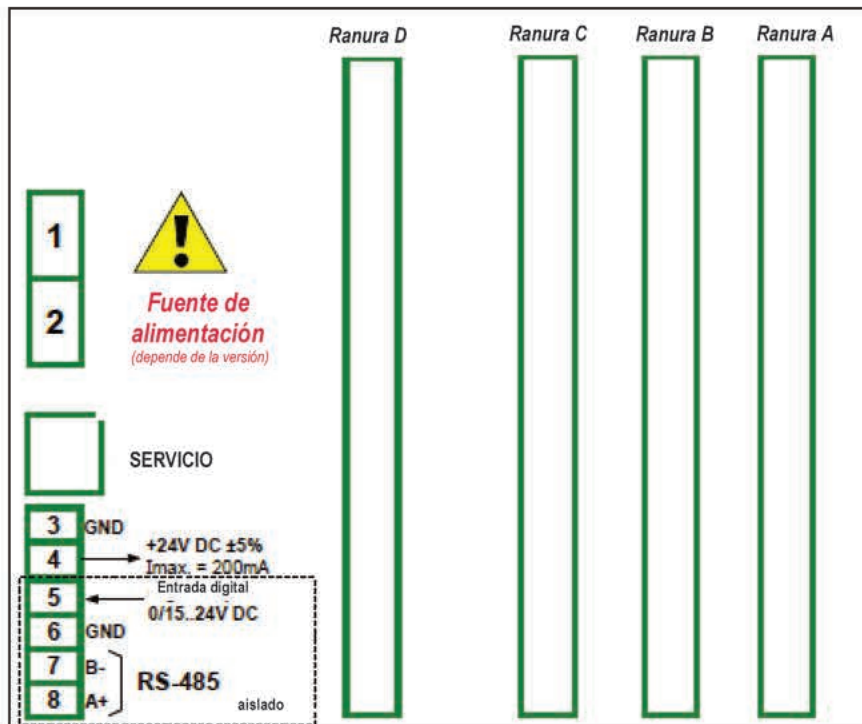 Ranura D
Ranura C
Ranura B
Ranura A
1
2
!
Fuente de
alimentación
(depende de la versión)
SERVICIO
3 GND
4 +24V DC ±5%
Imax. = 200mA
5 Entrada digital
0/15..24V DC
6 GND
7 B-
8 A+
RS-485
aislado